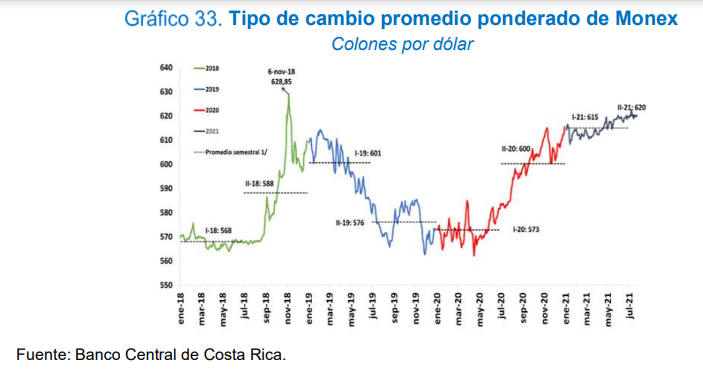 Gráfico 33. Tipo de cambio promedio ponderado de Monex
Colones por dólar
640
630
620
610
600
590
580
570
560
550
2018
2019
2020
2021
Promedio semestral 1/
6-nov-18
628,85
I-18: 568
II-18: 588
I-19: 601
II-19: 576
I-20: 573
II-20: 600
I-21: 615
II-21: 620
ene-18
mar-18
may-18
jul-18
sep-18
nov-18
ene-19
mar-19
may-19
jul-19
sep-19
nov-19
ene-20
mar-20
may-20
jul-20
sep-20
nov-20
ene-21
mar-21
may-21
jul-21
Fuente: Banco Central de Costa Rica.